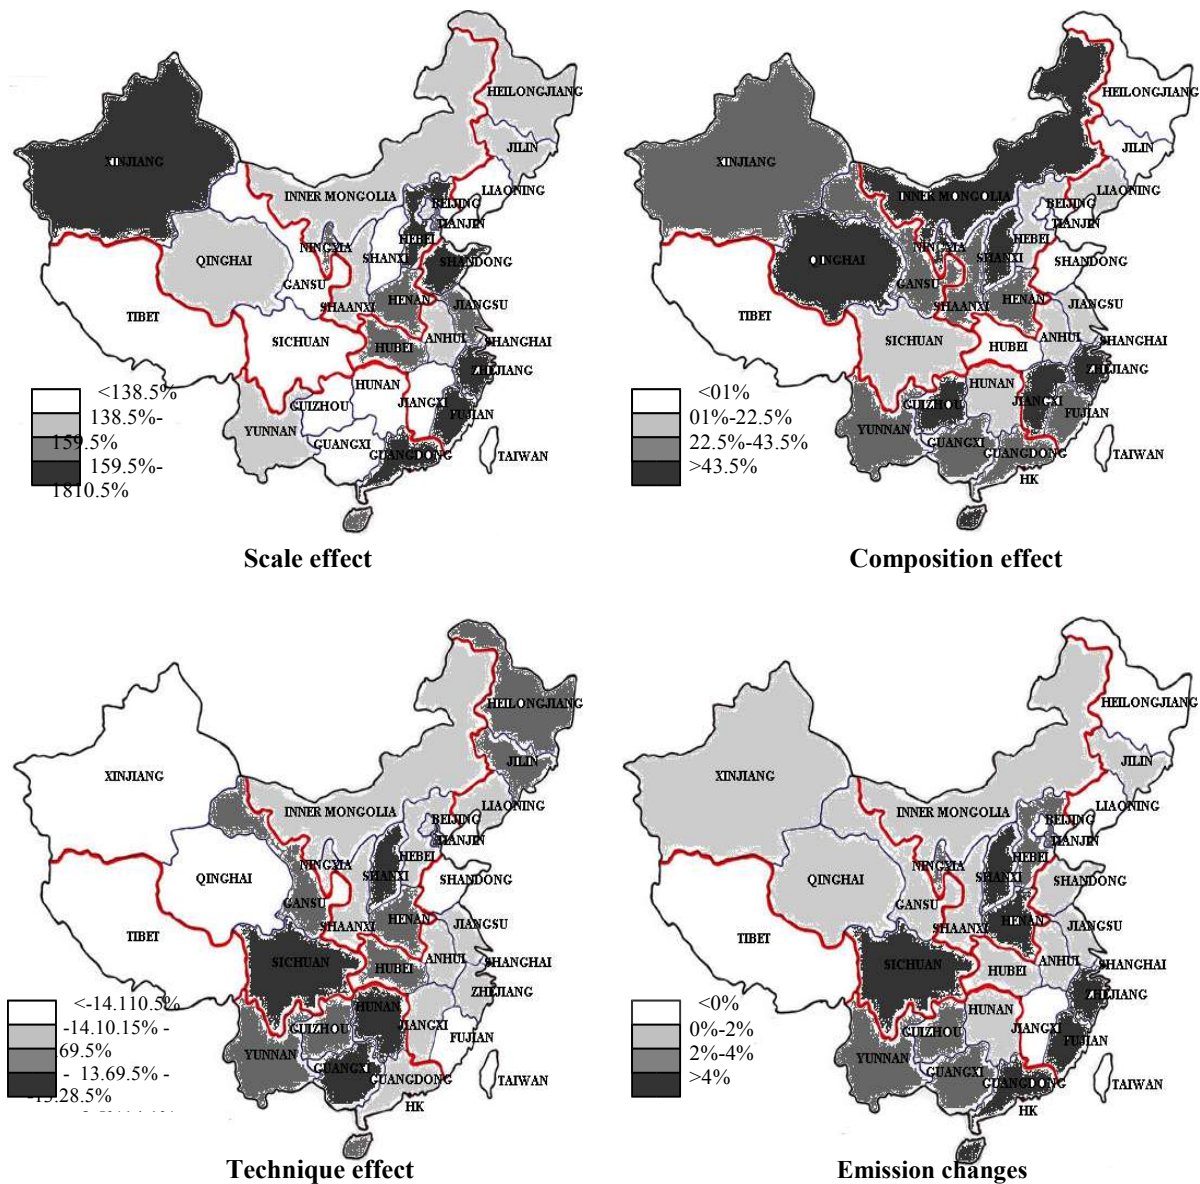 HEILONGJIANG
JILIN
XINJIANG
LIAONING
INNER MONGOLIA
BEIJING
TIANJIN
HEBEI
NINGXIA
SHANXI
SHANDONG
QINGHAI
GANSU
HENAN
JIANGSU
SHAANXI
TIBET
SICHUAN
ANHUI
SHANGHAI
HUBEI
ZHEJIANG
HUNAN
GUIZHOU
JIANGXI
FUJIAN
YUNNAN
GUANGXI
GUANGDONG
TAIWAN
<138.5%
138.5%-
159.5%
159.5%-
1810.5%
Scale effect
HEILONGJIANG
JILIN
XINJIANG
LIAONING
INNER MONGOLIA
BEIJING
TIANJIN
HEBEI
NINGXIA
SHANXI
SHANDONG
QINGHAI
GANSU
HENAN
JIANGSU
SHAANXI
TIBET
SICHUAN
ANHUI
SHANGHAI
HUBEI
ZHEJIANG
HUNAN
GUIZHOU
JIANGXI
FUJIAN
YUNNAN
GUANGXI
GUANGDONG
TAIWAN
HK
<01%
01%-22.5%
22.5%-43.5%
>43.5%
Composition effect
HEILONGJIANG
JILIN
XINJIANG
LIAONING
INNER MONGOLIA
BEIJING
TIANJIN
HEBEI
NINGXIA
SHANXI
SHANDONG
QINGHAI
GANSU
HENAN
JIANGSU
SHAANXI
TIBET
SICHUAN
ANHUI
SHANGHAI
HUBEI
ZHEJIANG
HUNAN
GUIZHOU
JIANGXI
FUJIAN
YUNNAN
GUANGXI
GUANGDONG
TAIWAN
HK
<-14.110.5%
-14.10.15% -
69.5%
- 13.69.5% -
Technique effect
HEILONGJIANG
JILIN
XINJIANG
LIAONING
INNER MONGOLIA
BEIJING
TIANJIN
HEBEI
NINGXIA
SHANXI
SHANDONG
QINGHAI
GANSU
HENAN
JIANGSU
SHAANXI
TIBET
SICHUAN
ANHUI
SHANGHAI
HUBEI
ZHEJIANG
HUNAN
GUIZHOU
JIANGXI
FUJIAN
YUNNAN
GUANGXI
GUANGDONG
TAIWAN
HK
<0%
0%-2%
2%-4%
>4%
Emission changes